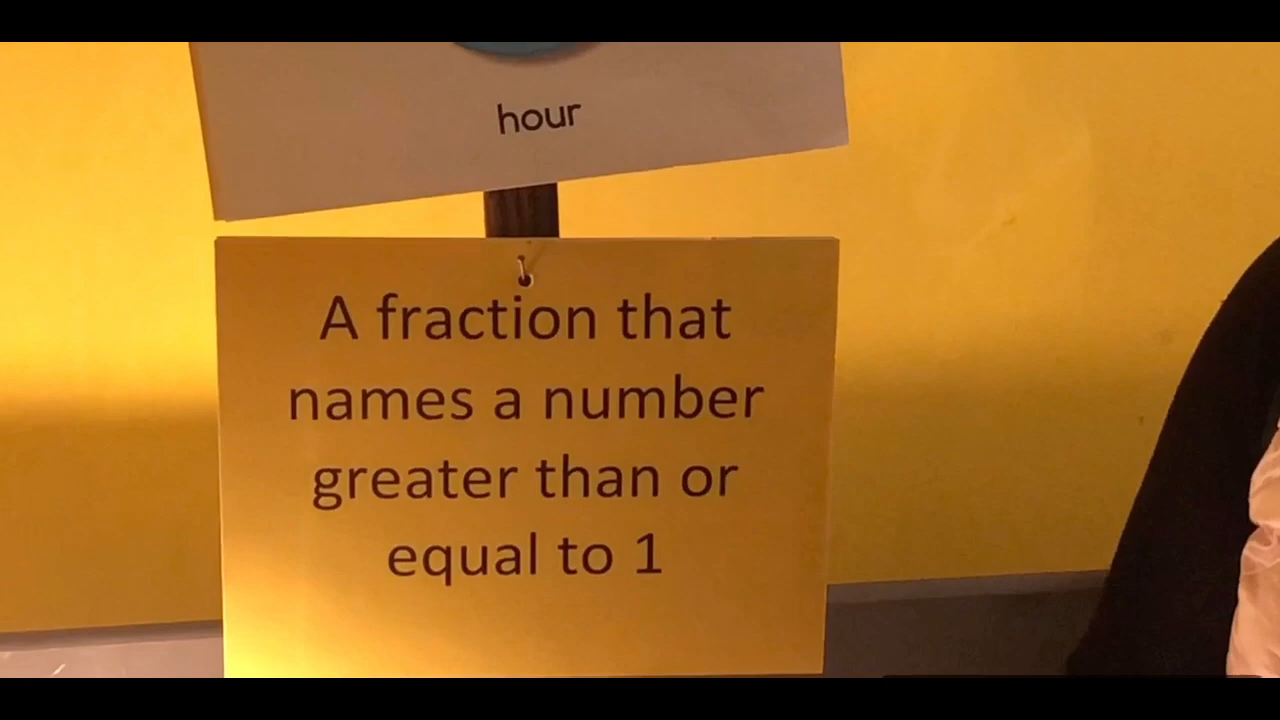 hour
A fraction that
names a number
greater than or
equal to 1